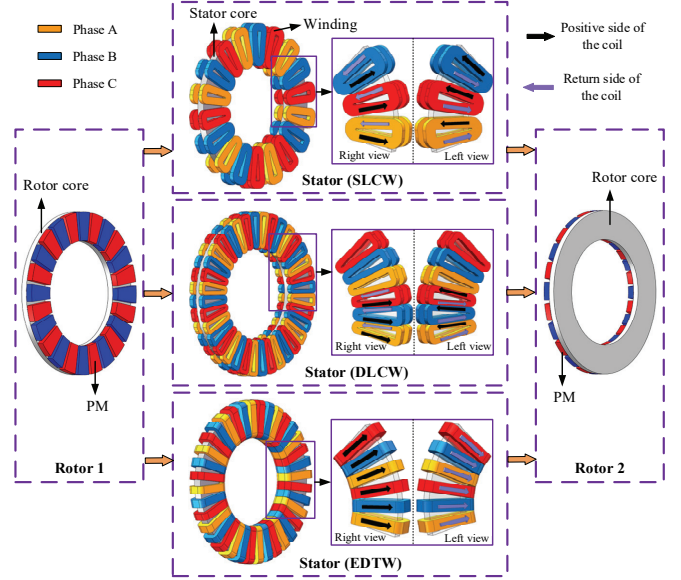 Phase A
Phase B
Phase C
Stator core
Winding
Positive side of
the coil
Return side of
the coil
Right view
Left view
Stator (SLCW)
Rotor core
PM
Rotor 1
Right view
Left view
Stator (DLCW)
Rotor core
PM
Rotor 2
Right view
Left view
Stator (EDTW)